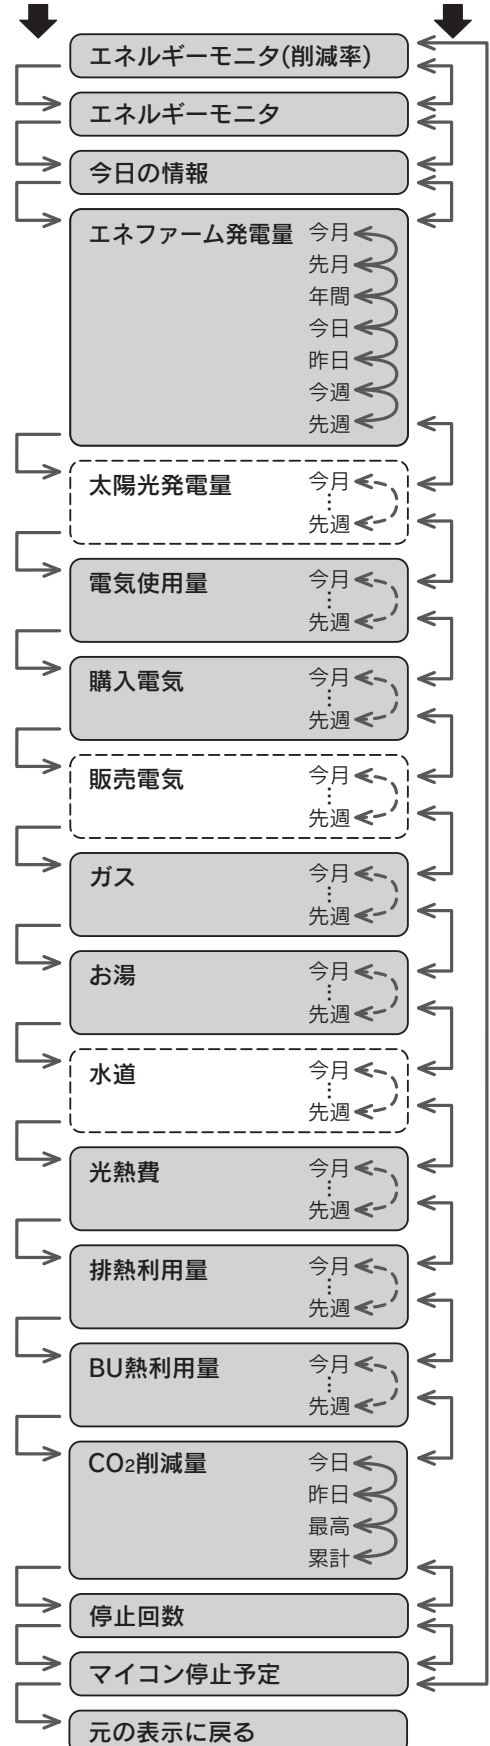 エネルギーモニタ(削減率)
エネルギーモニタ
今日の情報
エネファーム発電量 今月
先月
年間
今日
昨日
今週
先週
太陽光発電量 今月
先週
電気使用量 今月
先週
購入電気 今月
先週
販売電気 今月
先週
ガス 今月
先週
お湯 今月
先週
水道 今月
先週
光熱費 今月
先週
排熱利用量 今月
先週
BU熱利用量 今月
先週
CO2削減量 今日
昨日
最高
累計
停止回数
マイコン停止予定
元の表示に戻る